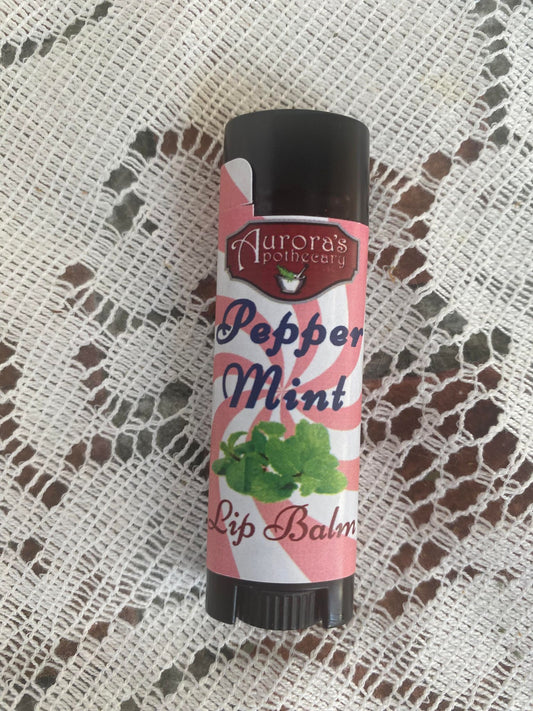 Aurora's
Apothecary
Pepper
Mint
Lip Balm